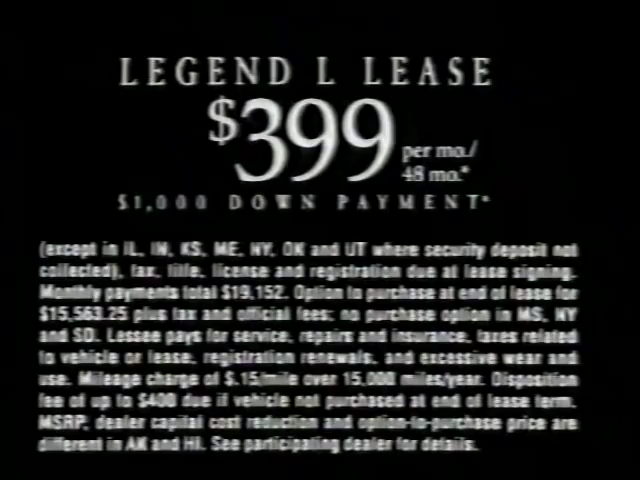 LEGEND L LEASE
$399 per mo./
48 mo.*
$1,000 DOWN PAYMENT*
(except in IL, IN, KS, ME, NY, OK and UT where security deposit not
collected), tax, title, license and registration due at lease signing.
Monthly payments total $19,152. Option to purchase at end of lease for
$15,563.25 plus tax and official fees; no purchase option in MS, NY
and SD. Lessee pays for service, repairs and insurance, taxes related
to vehicle or lease, registration renewals, and excessive wear and
use. Mileage charge of $.15/mile over 15,000 miles/year. Disposition
fee of up to $400 due if vehicle not purchased at end of lease term.
MSRP, dealer capital cost reduction and option-to-purchase price are
different in AK and HI. See participating dealer for details.